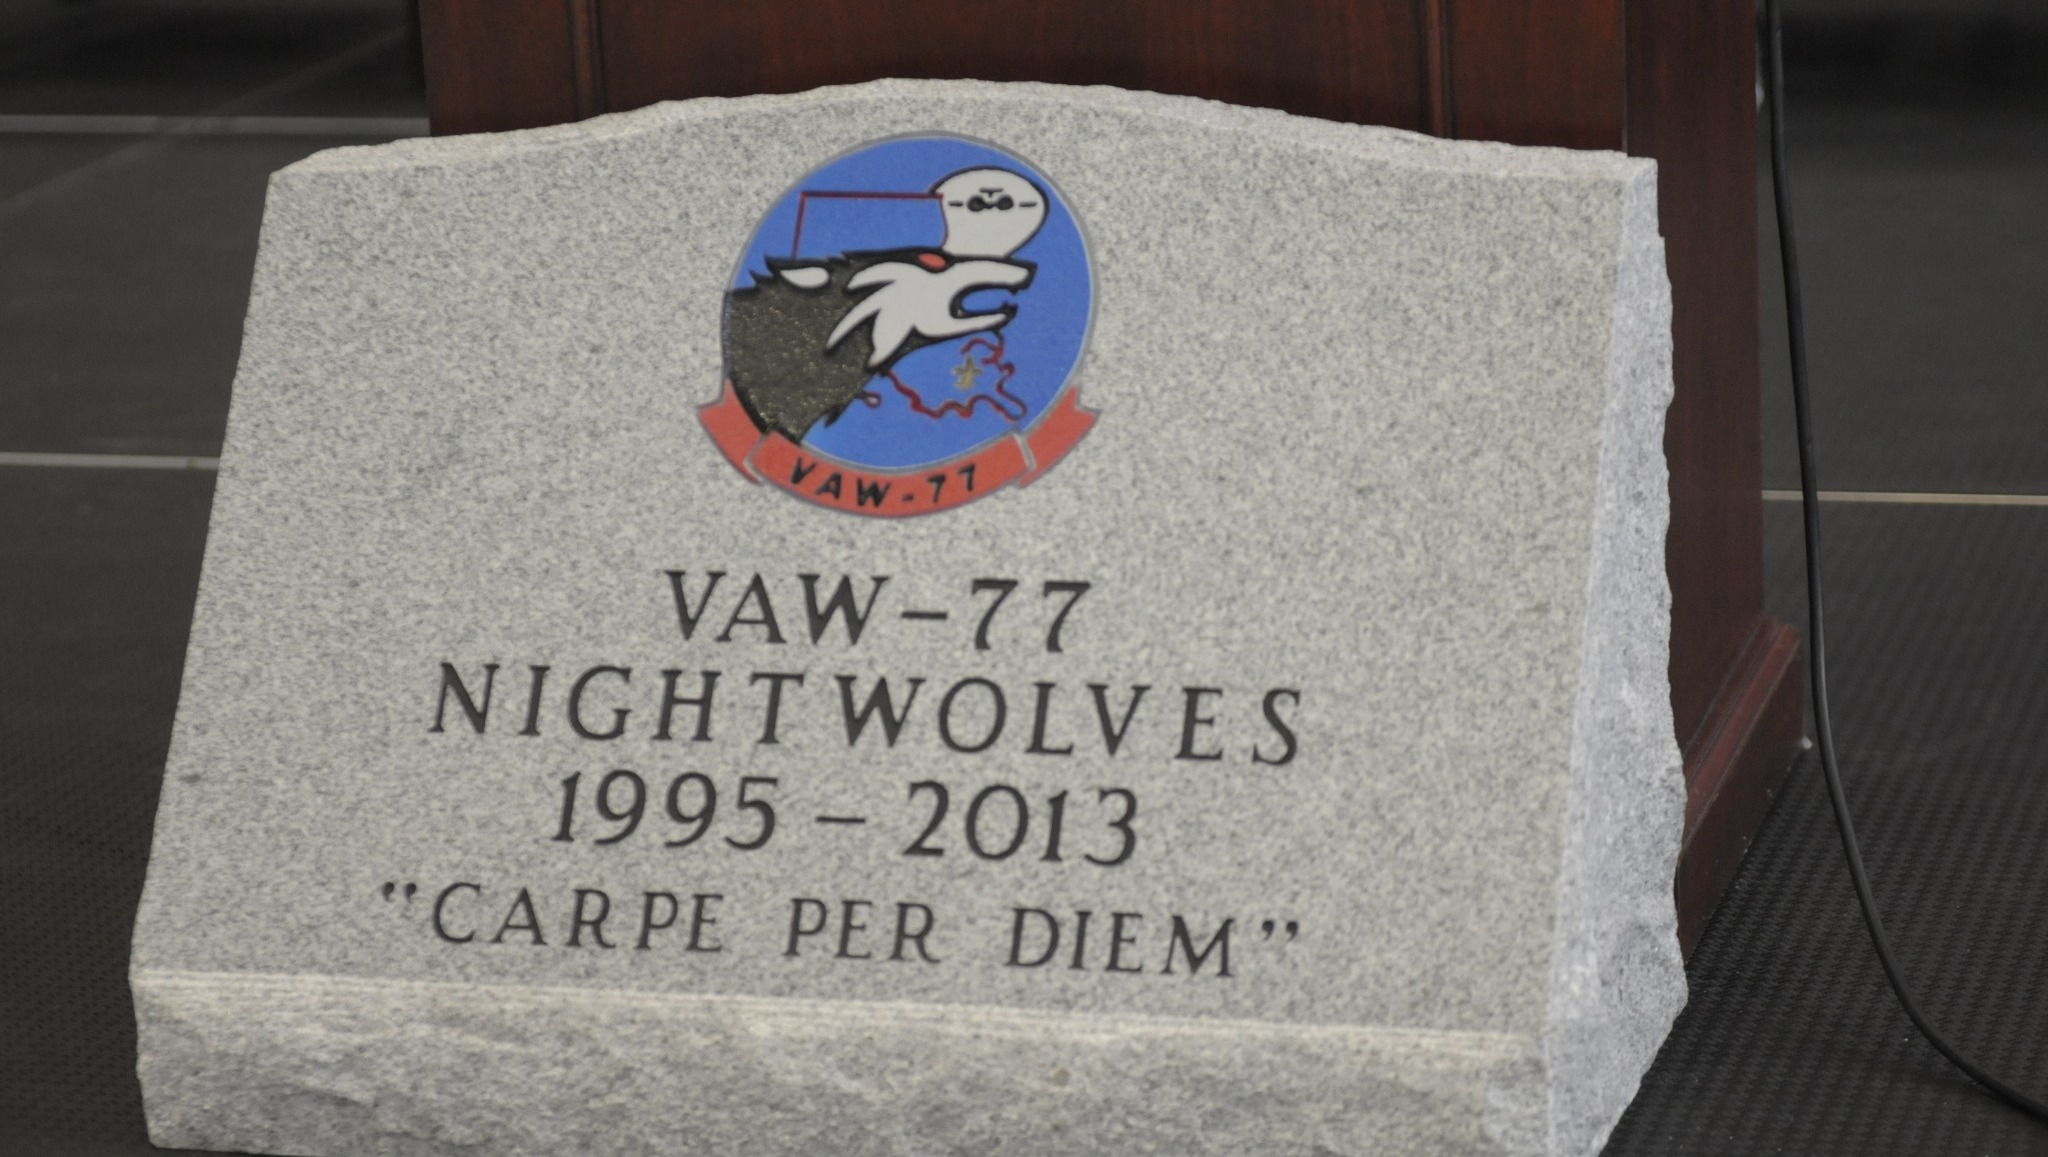 VAW-77
VAW-77
NIGHTWOLVES
1995-2013
"CARPE PER DIEM"